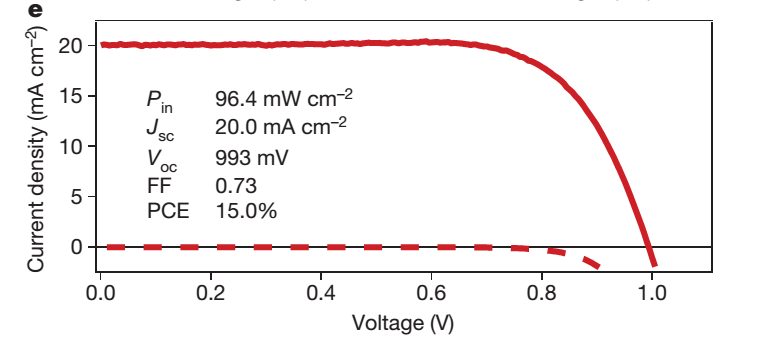 e
Current density (mA cm–2)
20
15
10
5
0
Pin 96.4 mW cm–2
Jsc 20.0 mA cm–2
Voc 993 mV
FF 0.73
PCE 15.0%
0.0 0.2 0.4 0.6 0.8 1.0
Voltage (V)